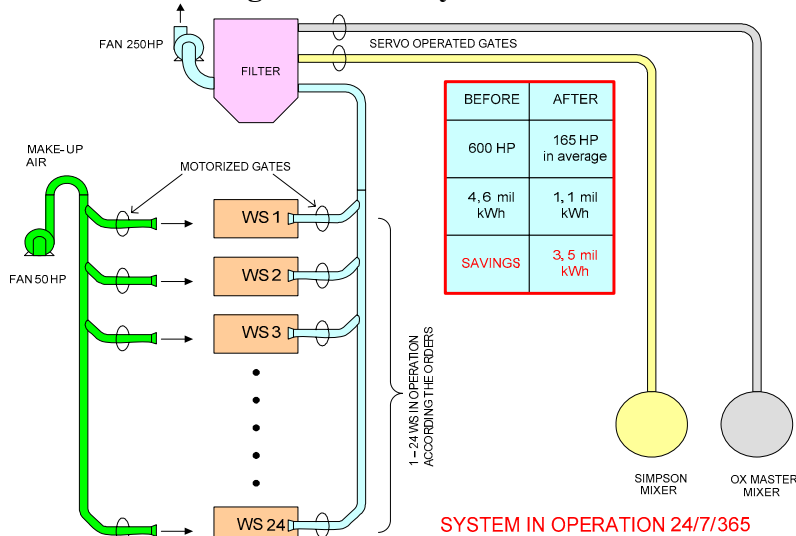 FAN 250HP
FILTER
SERVO OPERATED GATES
BEFORE AFTER
600 HP 165 HP
in average
4,6 mil
kWh
1,1 mil
kWh
SAVINGS 3,5 mil
kWh
MAKE-UP
AIR
MOTORIZED GATES
FAN 50HP
WS 1
WS 2
WS 3
WS 24
1 – 24 WS IN OPERATION
ACCORDING THE ORDERS
SIMPSON
MIXER
OX MASTER
MIXER
SYSTEM IN OPERATION 24/7/365